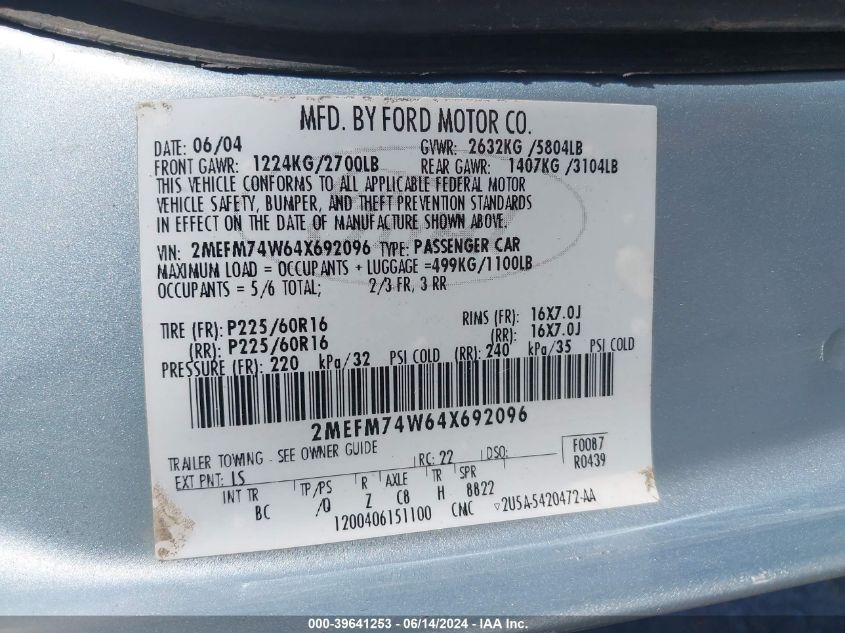 MFD. BY FORD MOTOR CO.
DATE: 06/04 GVWR: 2632KG /5804LB
FRONT GAWR: 1224KG/2700LB REAR GAWR: 1407KG /3104LB
THIS VEHICLE CONFORMS TO ALL APPLICABLE FEDERAL MOTOR
VEHICLE SAFETY, BUMPER, AND THEFT PREVENTION STANDARDS
IN EFFECT ON THE DATE OF MANUFACTURE SHOWN ABOVE.
VIN: 2MEFM74W64X692096 TYPE: PASSENGER CAR
MAXIMUM LOAD = OCCUPANTS + LUGGAGE =499KG/1100LB
OCCUPANTS = 5/6 TOTAL; 2/3 FR, 3 RR
TIRE (FR): P225/60R16 RIMS (FR): 16X7.0J
(RR): P225/60R16 (RR): 16X7.0J
PRESSURE (FR): 220 kPa/32 PSI COLD (RR): 240 kPa/35 PSI COLD
2MEFM74W64X692096
TRAILER TOWING - SEE OWNER GUIDE
EXT PNT: IS RC: 22 DSO: F0087
R0439
INT TR TP/PS R AXLE TR SPR
BC /Q Z C8 H 8822
1200406151100 CMC ▽2U5A-5420472-AA
000-39641253 - 06/14/2024 - IAA Inc.